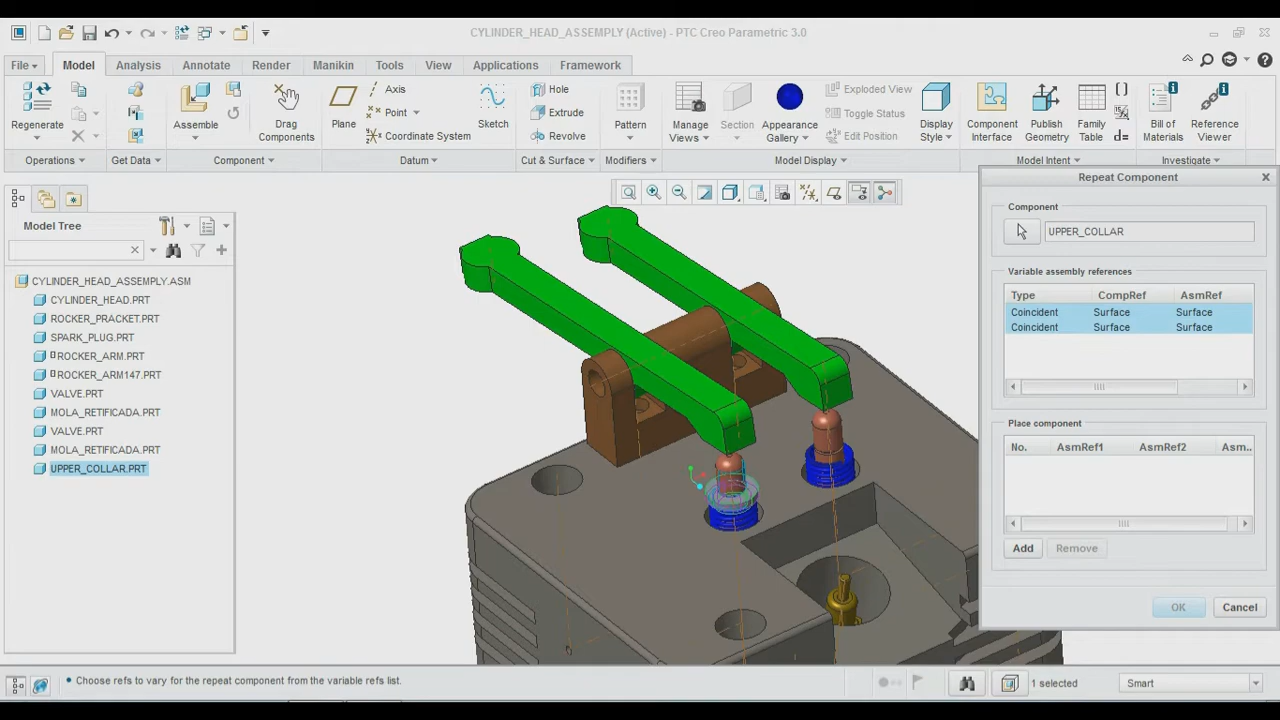 CYLINDER_HEAD_ASSEMBLY (Active) - PTC Creo Parametric 3.0
File Model Analysis Annotate Render Manikin Tools View Applications Framework
Regenerate
Assemble
Drag Components
Plane
Axis
Point
Coordinate System
Sketch
Hole
Extrude
Revolve
Pattern
Manage Views
Section
Appearance Gallery
Exploded View
Toggle Status
Edit Position
Display Style
Component Interface
Publish Geometry
Family Table
d=
Bill of Materials
Reference Viewer
Operations Get Data Component Datum Cut & Surface Modifiers Model Display Model Intent Investigate
Model Tree
CYLINDER_HEAD_ASSEMBLY.ASM
CYLINDER_HEAD.PRT
ROCKER_PRACKET.PRT
SPARK_PLUG.PRT
ROCKER_ARM.PRT
ROCKER_ARM147.PRT
VALVE.PRT
MOLA_RETIFICADA.PRT
VALVE.PRT
MOLA_RETIFICADA.PRT
UPPER_COLLAR.PRT
Repeat Component
Component
UPPER_COLLAR
Variable assembly references
Type CompRef AsmRef
Coincident Surface Surface
Coincident Surface Surface
Place component
No. AsmRef1 AsmRef2 Asm..
Add Remove
OK Cancel
• Choose refs to vary for the repeat component from the variable refs list.
1 selected
Smart